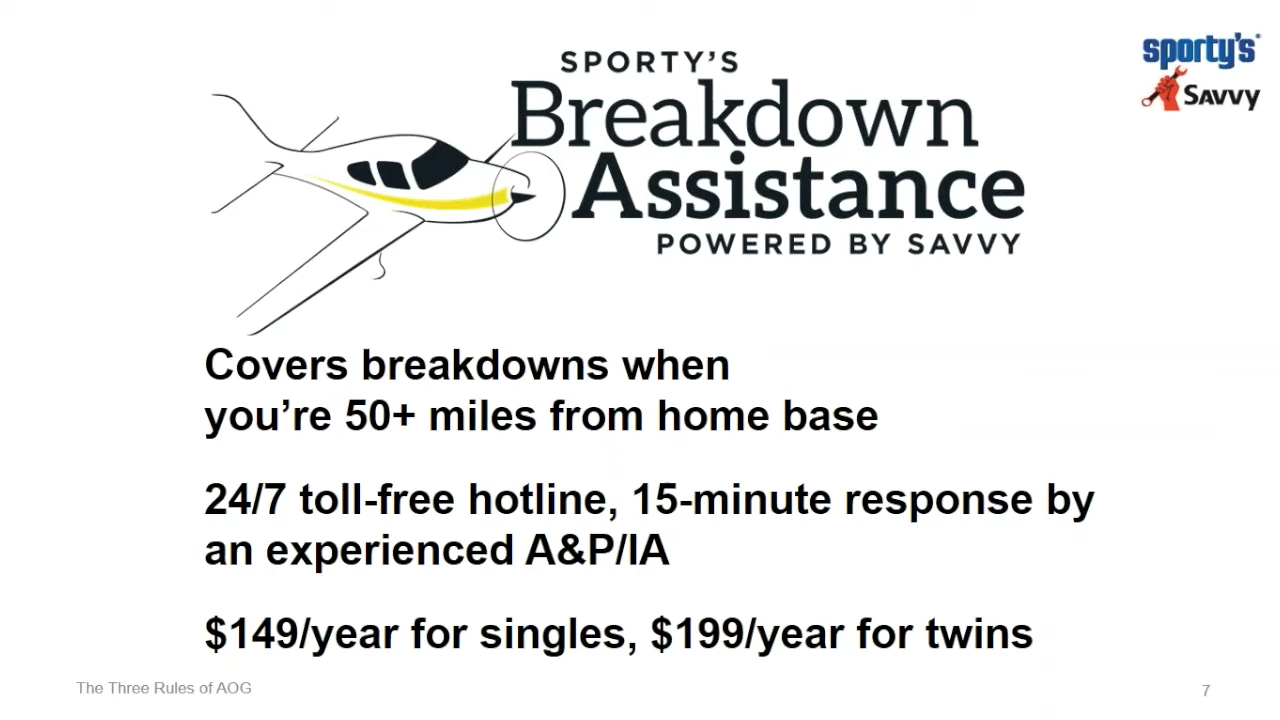 SPORTY'S
Breakdown
Assistance
POWERED BY SAVVY
sporty's®
SAVVY
Covers breakdowns when
you’re 50+ miles from home base
24/7 toll-free hotline, 15-minute response by
an experienced A&P/IA
$149/year for singles, $199/year for twins
The Three Rules of AOG
7